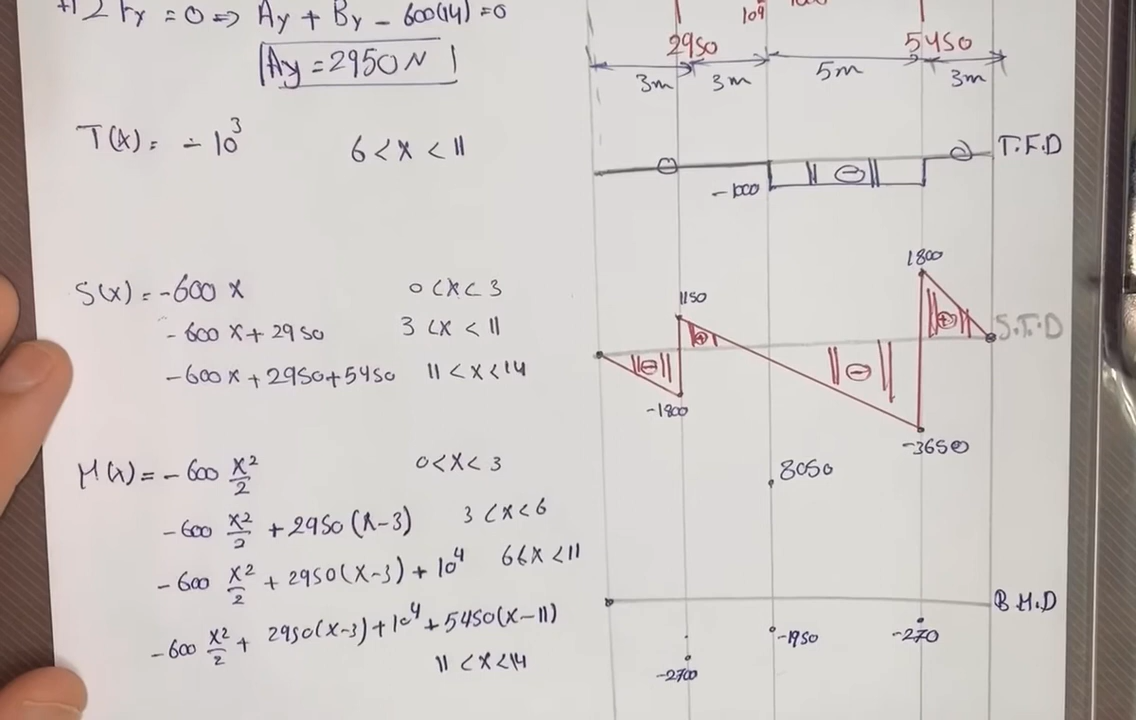 +↑ Σ Fy = 0 => Ay + By - 600(14) = 0
Ay = 2950 N
T(x) = - 10³ 6 < x < 11
S(x) = -600 x 0 < x < 3
- 600 x + 2950 3 < x < 11
-600x + 2950+5450 11 < x < 14
M(x) = - 600 x²/2 0 < x < 3
-600 x²/2 + 2950(x-3) 3 < x < 6
- 600 x²/2 + 2950(x-3) + 10⁴ 6 < x < 11
-600 x²/2 + 2950(x-3) + 10⁴ + 5450(x-11)
11 < x < 14
10⁴
2950 5450
3m 3m 5m 3m
T.F.D
-1000 ⊖
1800
1150
⊕ ⊕ S.F.D
⊖ ⊖
-1800
-3650
8050
B.M.D
-1950 -270
-2700